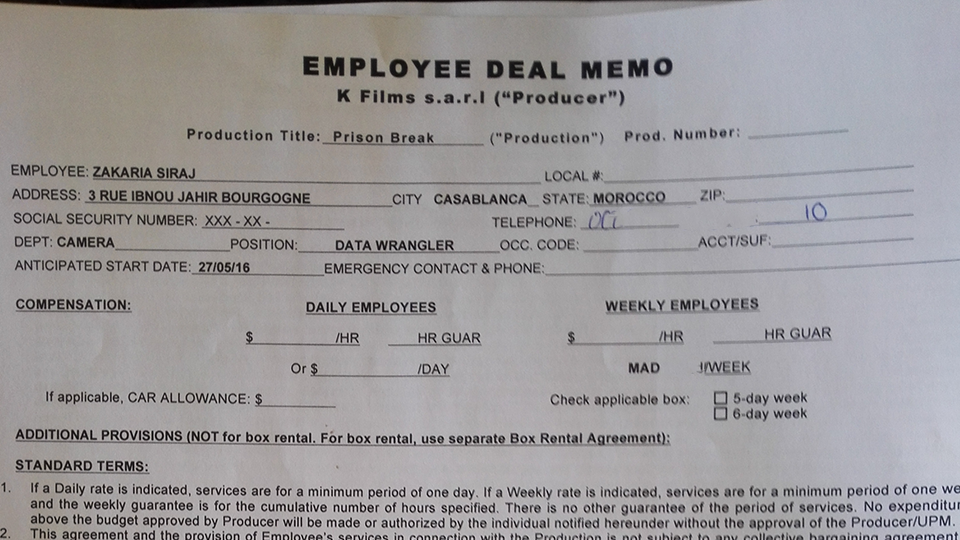 EMPLOYEE DEAL MEMO
K Films s.a.r.l ("Producer")
Production Title: Prison Break ("Production") Prod. Number:
EMPLOYEE: ZAKARIA SIRAJ LOCAL #:
ADDRESS: 3 RUE IBNOU JAHIR BOURGOGNE CITY CASABLANCA STATE: MOROCCO ZIP:
SOCIAL SECURITY NUMBER: XXX - XX - TELEPHONE: 10
DEPT: CAMERA POSITION: DATA WRANGLER OCC. CODE: ACCT/SUF:
ANTICIPATED START DATE: 27/05/16 EMERGENCY CONTACT & PHONE:
COMPENSATION: DAILY EMPLOYEES WEEKLY EMPLOYEES
$ /HR HR GUAR $ /HR HR GUAR
Or $ /DAY MAD /WEEK
If applicable, CAR ALLOWANCE: $ Check applicable box: 5-day week
6-day week
ADDITIONAL PROVISIONS (NOT for box rental. For box rental, use separate Box Rental Agreement):
STANDARD TERMS:
1. If a Daily rate is indicated, services are for a minimum period of one day. If a Weekly rate is indicated, services are for a minimum period of one we
and the weekly guarantee is for the cumulative number of hours specified. There is no other guarantee of the period of services. No expenditur
above the budget approved by Producer will be made or authorized by the individual notified hereunder without the approval of the Producer/UPM.
2. This agreement and the provision of Employee's services in connection with the Production is not subject to any collective bargaining agreement